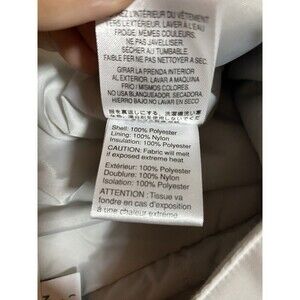 L'INTÉRIEUR DU VÊTEMENT
VERS L'EXTÉRIEUR, LAVER À L'EAU
FROIDE, MÊMES COULEURS.
NE PAS JAVELLISER.
SÉCHER AU TUMBABLE.
FAIBLE FER NE PAS NETTOYER A SEC.
GIRAR LA PRENDA INTERIOR
AL EXTERIOR, LAVAR A MAQUINA
FRIO / MISMOS COLORES.
NO USA BLANQUEADOR, SECADORA
HIERRO BAJO NO LAVAR EN SECO
Shell: 100% Polyester
Lining: 100% Nylon
Insulation: 100% Polyester
CAUTION: Fabric will melt
if exposed extreme heat
Extérieur: 100% Polyester
Doublure: 100% Nylon
Isolation: 100% Polyester
ATTENTION : Tissue va
fondre en cas d'exposition
à une chaleur extrême